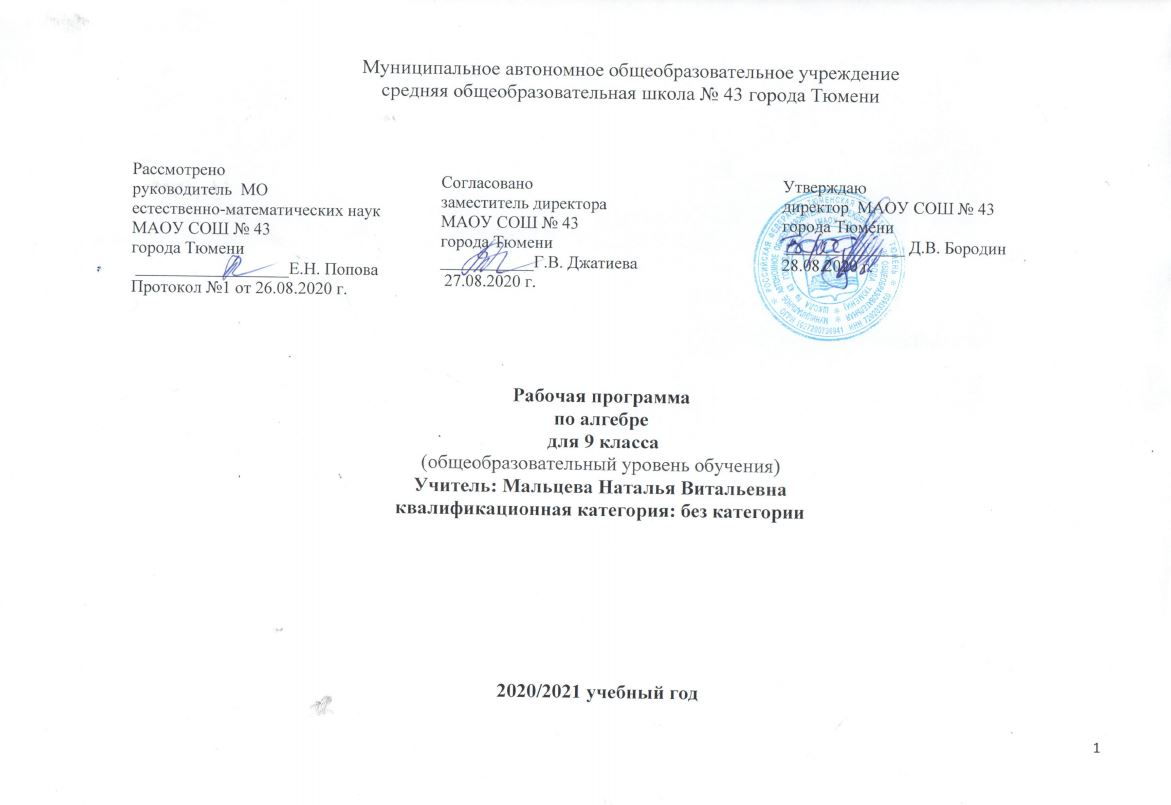 Муниципальное автономное общеобразовательное учреждение
средняя общеобразовательная школа № 43 города Тюмени
Рассмотрено
руководитель МО
естественно-математических наук
МАОУ СОШ № 43
города Тюмени
Е.Н. Попова
Протокол №1 от 26.08.2020 г.
Согласовано
заместитель директора
МАОУ СОШ № 43
города Тюмени
Г.В. Джатиева
27.08.2020 г.
Утверждаю
директор МАОУ СОШ № 43
города Тюмени
Д.В. Бородин
28.08.2020 г.
Рабочая программа
по алгебре
для 9 класса
(общеобразовательный уровень обучения)
Учитель: Мальцева Наталья Витальевна
квалификационная категория: без категории
2020/2021 учебный год
1